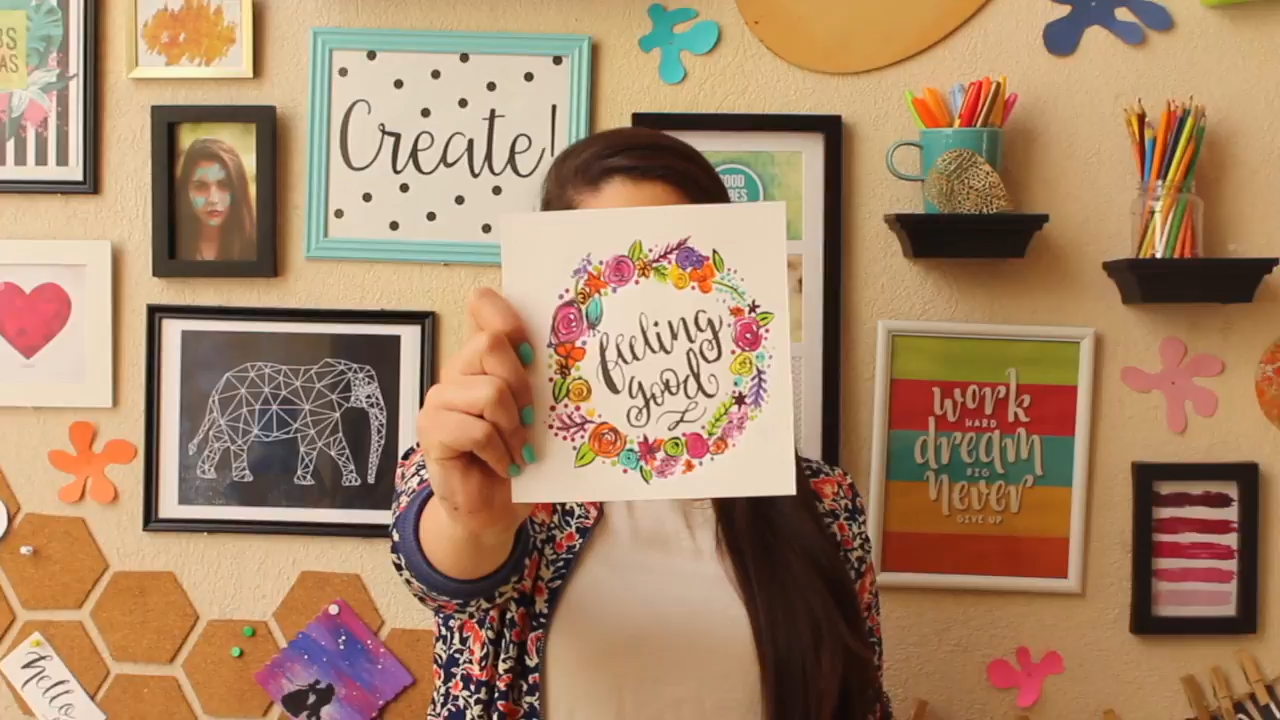 Create!
feeling
good
work
HARD
dream
BIG
never
GIVE UP
hello